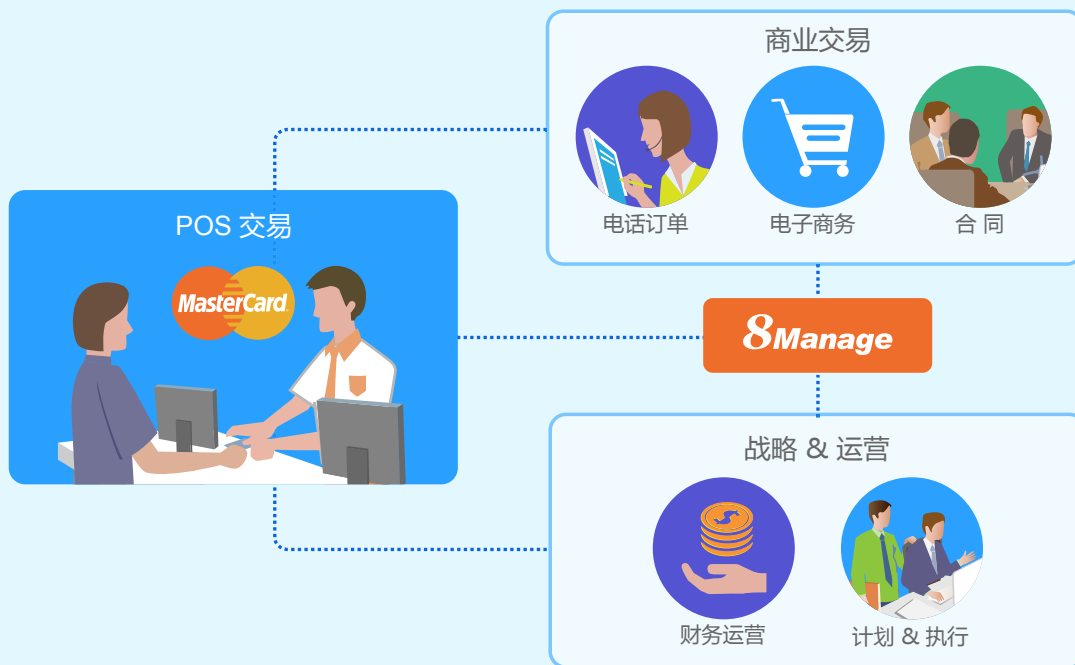 商业交易
电话订单
电子商务
合 同
POS 交易
MasterCard
8Manage
战略 & 运营
财务运营
计划 & 执行